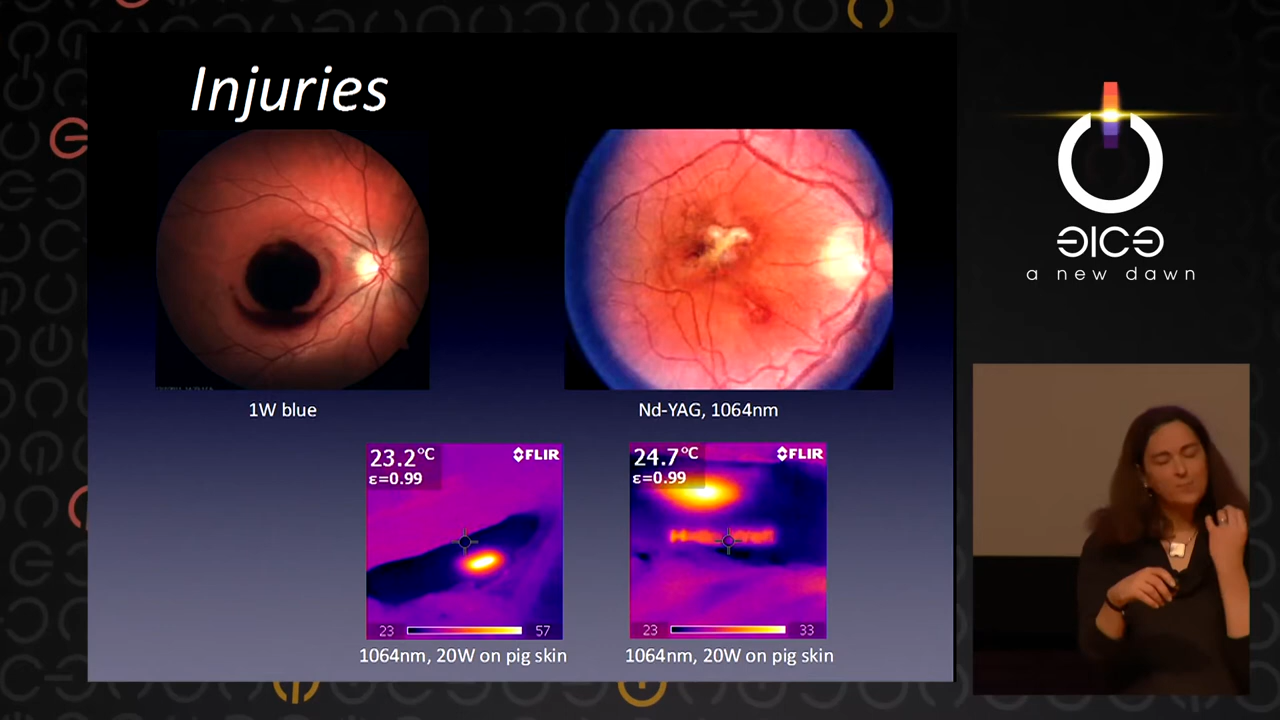 Injuries
1W blue
Nd-YAG, 1064nm
23.2°C
FLIR
ε=0.99
23
57
1064nm, 20W on pig skin
24.7°C
FLIR
ε=0.99
23
33
1064nm, 20W on pig skin
ƎICƎ
a new dawn